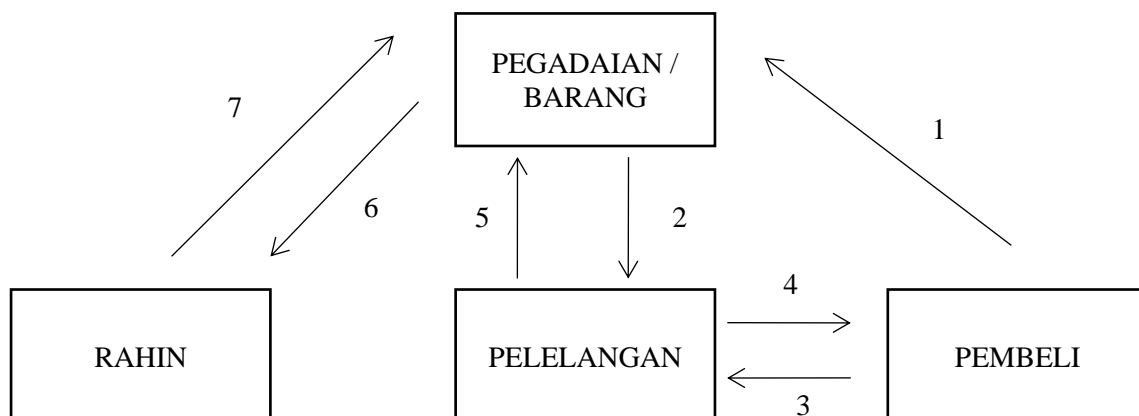 PEGADAIAN /
BARANG
7
1
6
5
2
4
RAHIN
PELELANGAN
PEMBELI
3